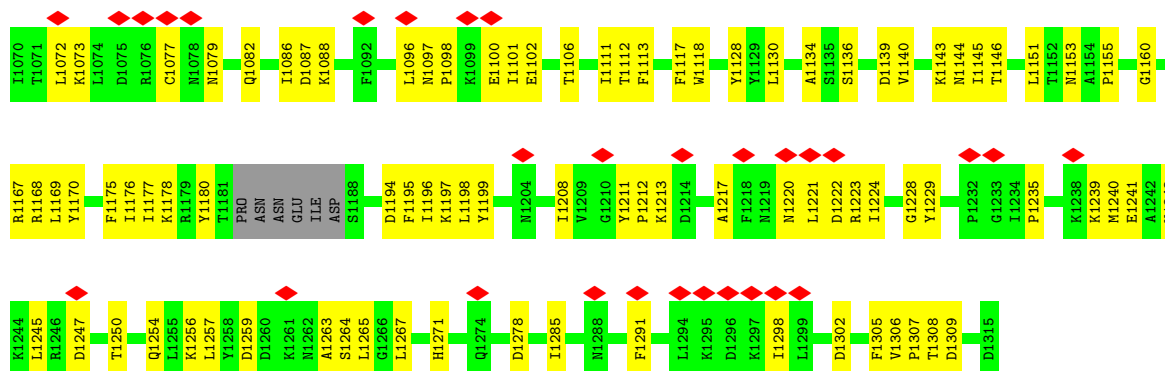 I1070 T1071 L1072 K1073 L1074 D1075 R1076 C1077 N1078 N1079 Q1082 I1086 D1087 K1088 F1092 L1096 N1097 P1098 K1099 E1100 I1101 E1102 T1106 I1111 T1112 F1113 F1117 W1118 Y1128 Y1129 L1130 A1134 S1135 S1136 D1139 V1140 K1143 N1144 I1145 T1146 L1151 T1152 N1153 A1154 P1155 G1160
R1167 R1168 L1169 Y1170 F1175 I1176 I1177 K1178 R1179 Y1180 T1181 PRO ASN ASN GLU ILE ASP S1188 D1194 F1195 I1196 K1197 L1198 Y1199 N1204 I1208 V1209 G1210 Y1211 P1212 K1213 D1214 A1217 F1218 N1219 N1220 L1221 D1222 R1223 I1224 G1228 Y1229 P1232 G1233 I1234 P1235 K1238 K1239 M1240 E1241 A1242
K1244 L1245 R1246 D1247 T1250 Q1254 L1255 K1256 L1257 Y1258 D1259 D1260 K1261 N1262 A1263 S1264 L1265 G1266 L1267 H1271 Q1274 D1278 I1285 N1288 F1291 L1294 K1295 D1296 K1297 I1298 L1299 D1302 F1305 V1306 P1307 T1308 D1309 D1315